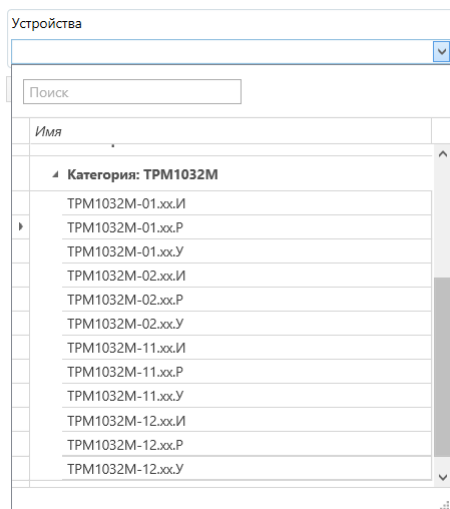 Устройства
Поиск
Имя
Категория: ТРМ1032М
ТРМ1032М-01.хх.И
ТРМ1032М-01.хх.Р
ТРМ1032М-01.хх.У
ТРМ1032М-02.хх.И
ТРМ1032М-02.хх.Р
ТРМ1032М-02.хх.У
ТРМ1032М-11.хх.И
ТРМ1032М-11.хх.Р
ТРМ1032М-11.хх.У
ТРМ1032М-12.хх.И
ТРМ1032М-12.хх.Р
ТРМ1032М-12.хх.У